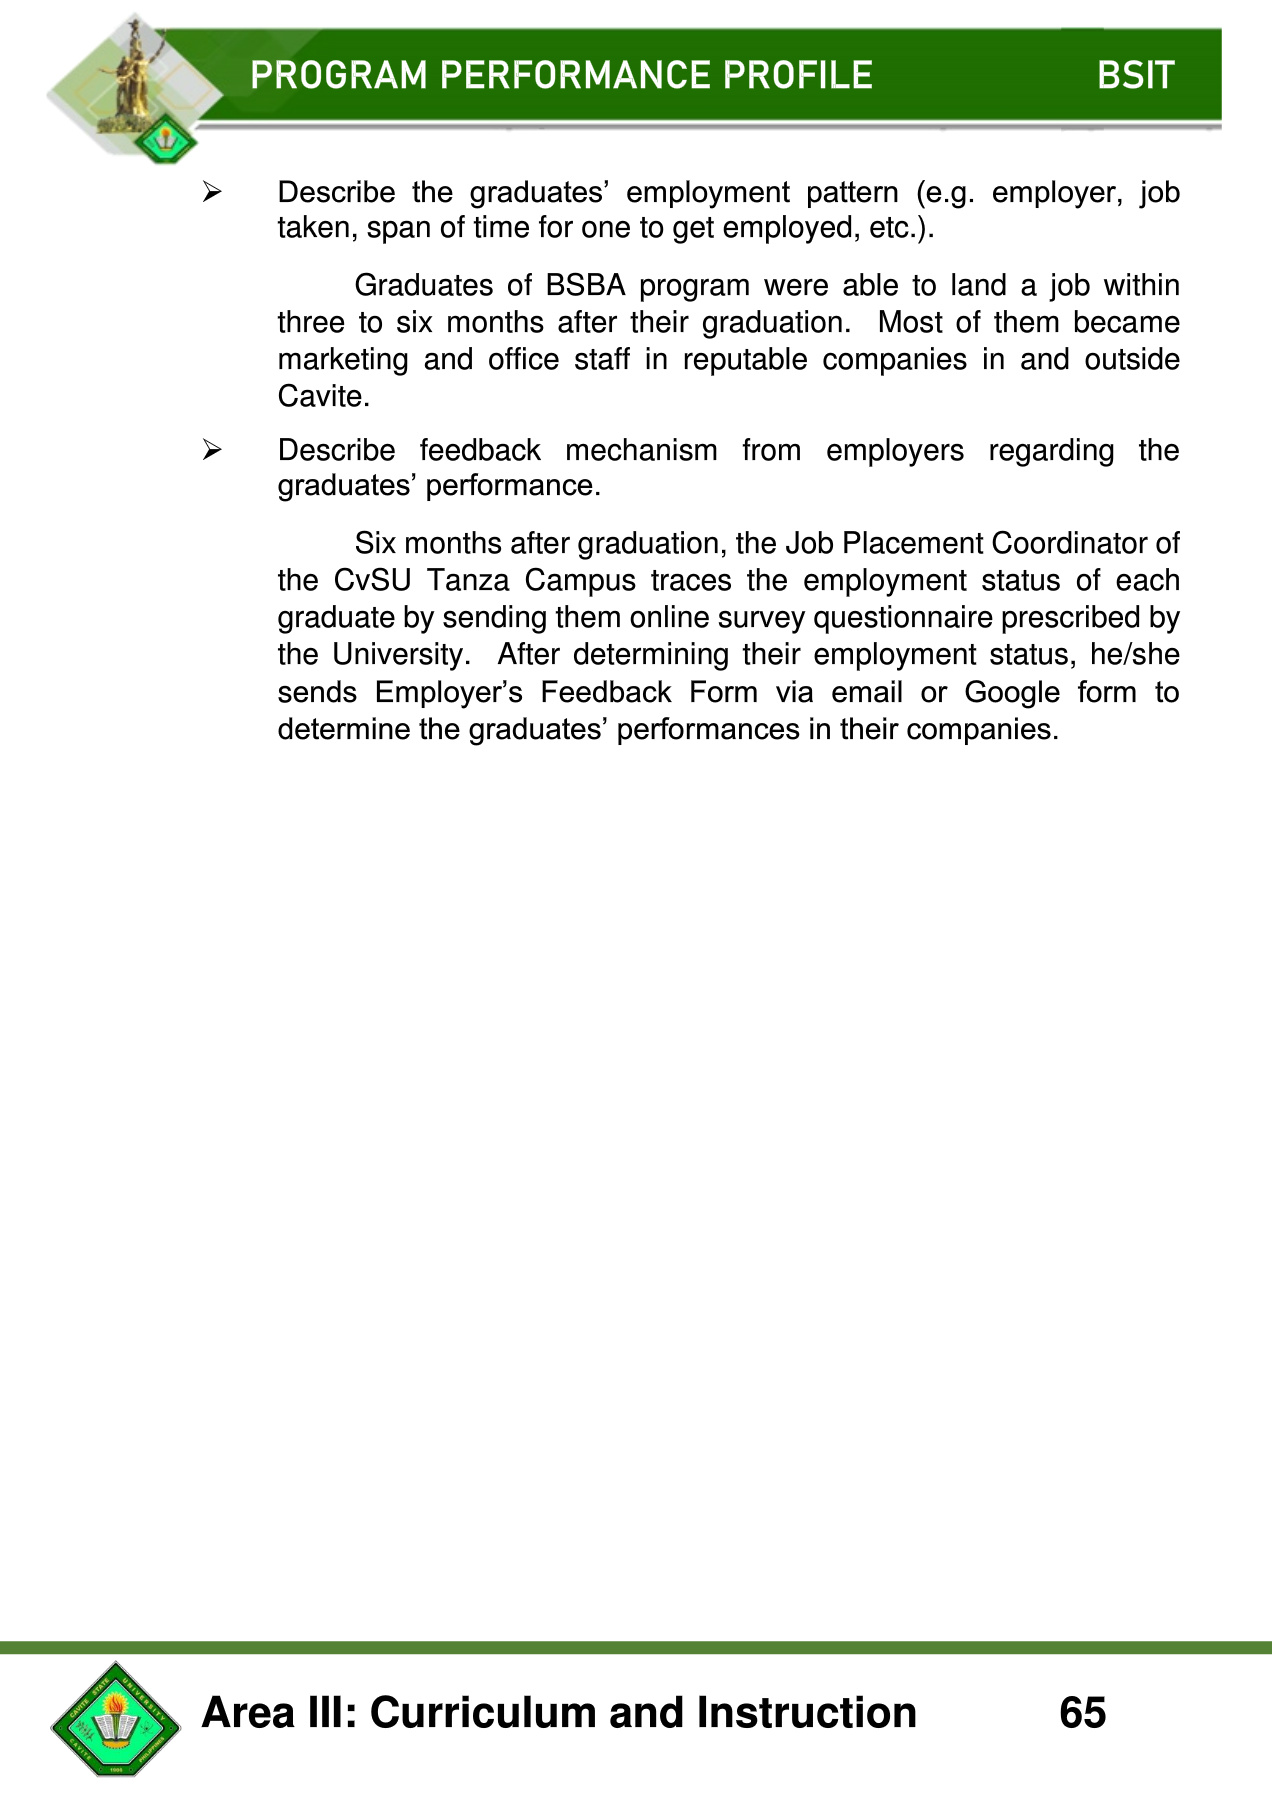 PROGRAM PERFORMANCE PROFILE BSIT
➢ Describe the graduates’ employment pattern (e.g. employer, job
taken, span of time for one to get employed, etc.).
Graduates of BSBA program were able to land a job within
three to six months after their graduation. Most of them became
marketing and office staff in reputable companies in and outside
Cavite.
➢ Describe feedback mechanism from employers regarding the
graduates’ performance.
Six months after graduation, the Job Placement Coordinator of
the CvSU Tanza Campus traces the employment status of each
graduate by sending them online survey questionnaire prescribed by
the University. After determining their employment status, he/she
sends Employer’s Feedback Form via email or Google form to
determine the graduates’ performances in their companies.
CAVITE STATE UNIVERSITY
CAVITE
PHILIPPINES
Area III: Curriculum and Instruction 65